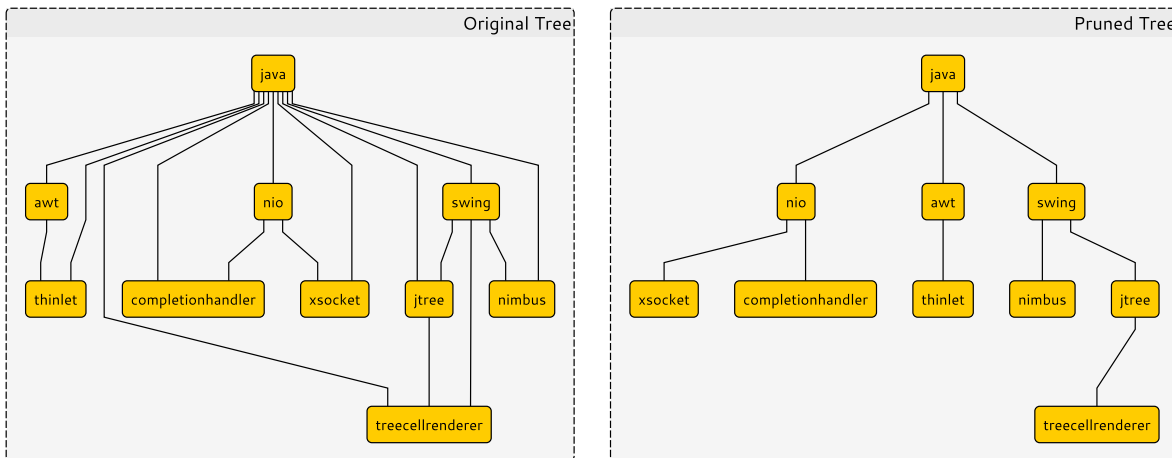 Original Tree
java
awt
nio
swing
thinlet
completionhandler
xsocket
jtree
nimbus
treecellrenderer
Pruned Tree
java
nio
awt
swing
xsocket
completionhandler
thinlet
nimbus
jtree
treecellrenderer